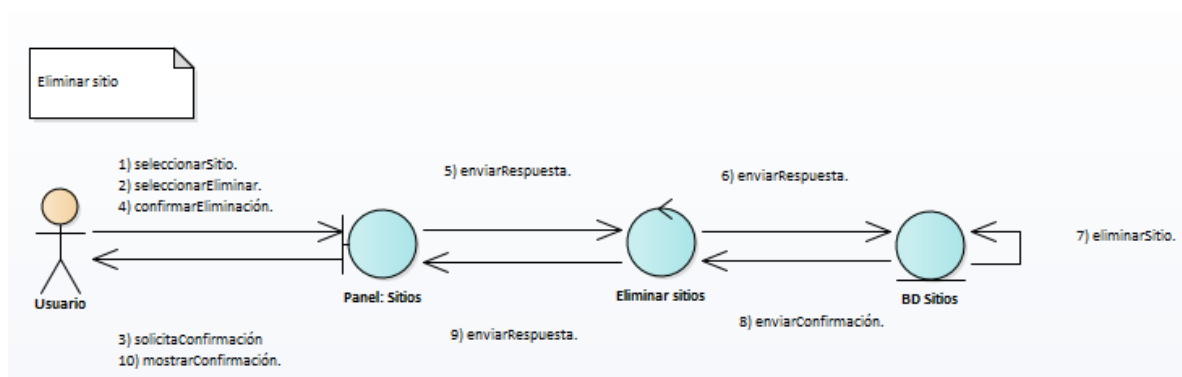 Eliminar sitio
1) seleccionarSitio.
2) seleccionarEliminar.
4) confirmarEliminación.
5) enviarRespuesta.
6) enviarRespuesta.
7) eliminarSitio.
Usuario
Panel: Sitios
Eliminar sitios
BD Sitios
3) solicitaConfirmación
10) mostrarConfirmación.
9) enviarRespuesta.
8) enviarConfirmación.